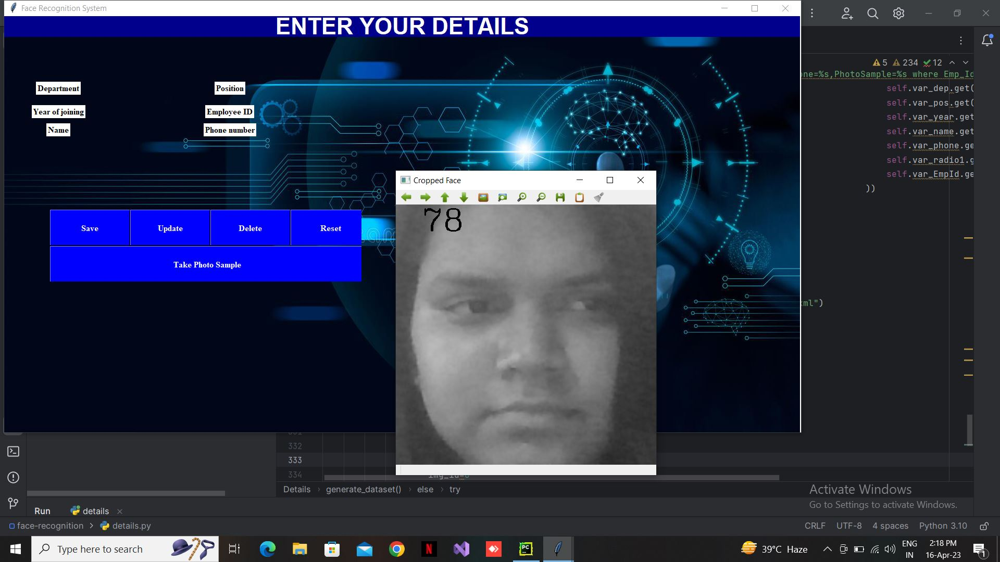 Face Recognition System
ENTER YOUR DETAILS
5 234 12
one=%s,PhotoSample=%s where Emp_Id
Department
Position
self.var_dep.get(
self.var_pos.get(
Year of joining
Employee ID
self.var_year.get
Name
Phone number
self.var_name.get
self.var_phone.ge
self.var_radio1.g
self.var_EmpId.ge
))
Cropped Face
78
Save
Update
Delete
Reset
Take Photo Sample
xml")
332
333
334
img_id=0
Details › generate_dataset() › else › try
Activate Windows
Go to Settings to activate Windows.
Run
details
face-recognition > details.py
CRLF UTF-8 4 spaces Python 3.10
Type here to search
N
PC
39°C Haze
ENG
IN
2:18 PM
16-Apr-23
1